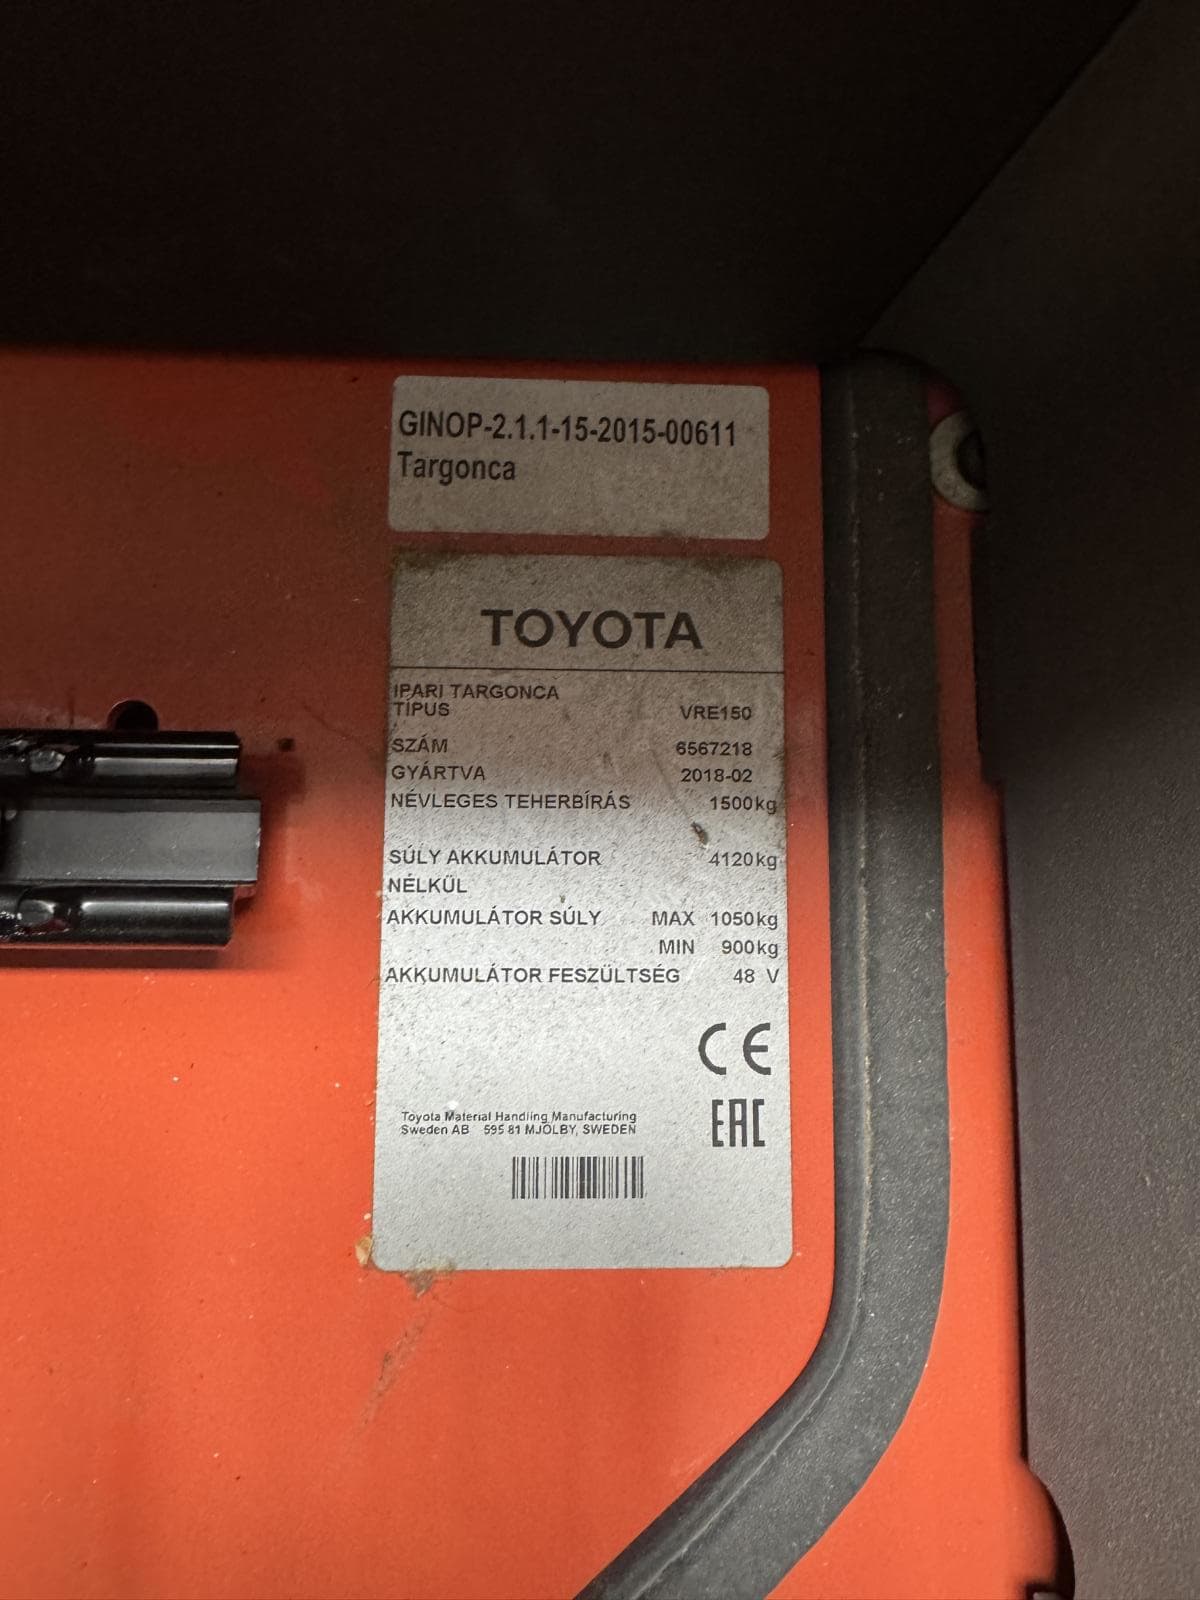 GINOP-2.1.1-15-2015-00611
Targonca
TOYOTA
IPARI TARGONCA
TÍPUS VRE150
SZÁM 6567218
GYÁRTVA 2018-02
NÉVLEGES TEHERBÍRÁS 1500kg
SÚLY AKKUMULÁTOR 4120kg
NÉLKÜL
AKKUMULÁTOR SÚLY MAX 1050kg
MIN 900kg
AKKUMULÁTOR FESZÜLTSÉG 48 V
CE
EAC
Toyota Material Handling Manufacturing
Sweden AB 595 81 MJÖLBY, SWEDEN